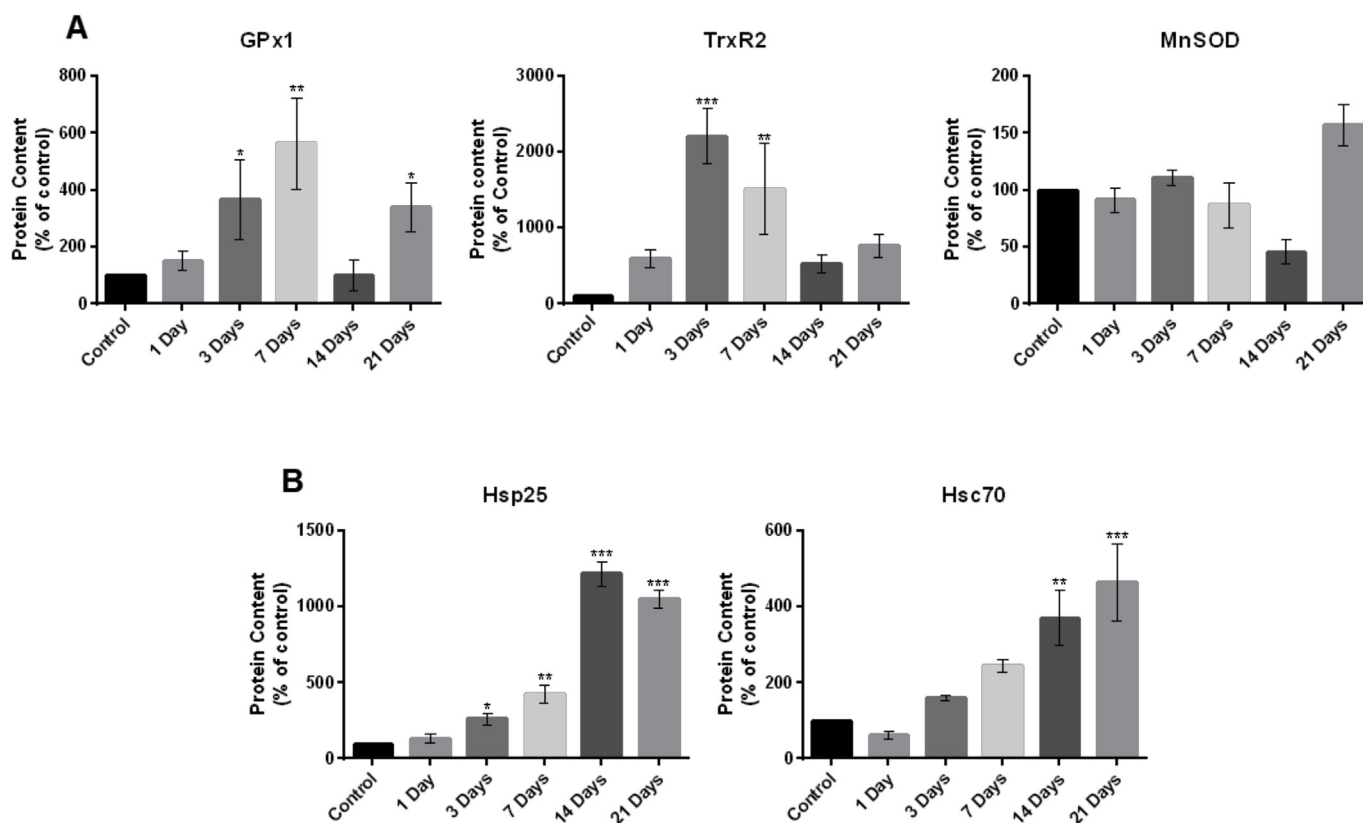 A
GPx1
TrxR2
MnSOD
Protein Content
(% of control)
800
600
400
200
0
*
**
*
Control
1 Day
3 Days
7 Days
14 Days
21 Days
Protein content
(% of Control)
3000
2000
1000
0
***
**
Control
1 Day
3 Days
7 Days
14 Days
21 Days
Protein Content
(% of control)
200
150
100
50
0
Control
1 Day
3 Days
7 Days
14 Days
21 Days
B
Hsp25
Hsc70
Protein Content
(% of control)
1500
1000
500
0
*
**
***
***
Control
1 Day
3 Days
7 Days
14 Days
21 Days
Protein Content
(% of control)
600
400
200
0
**
***
Control
1 Day
3 Days
7 Days
14 Days
21 Days